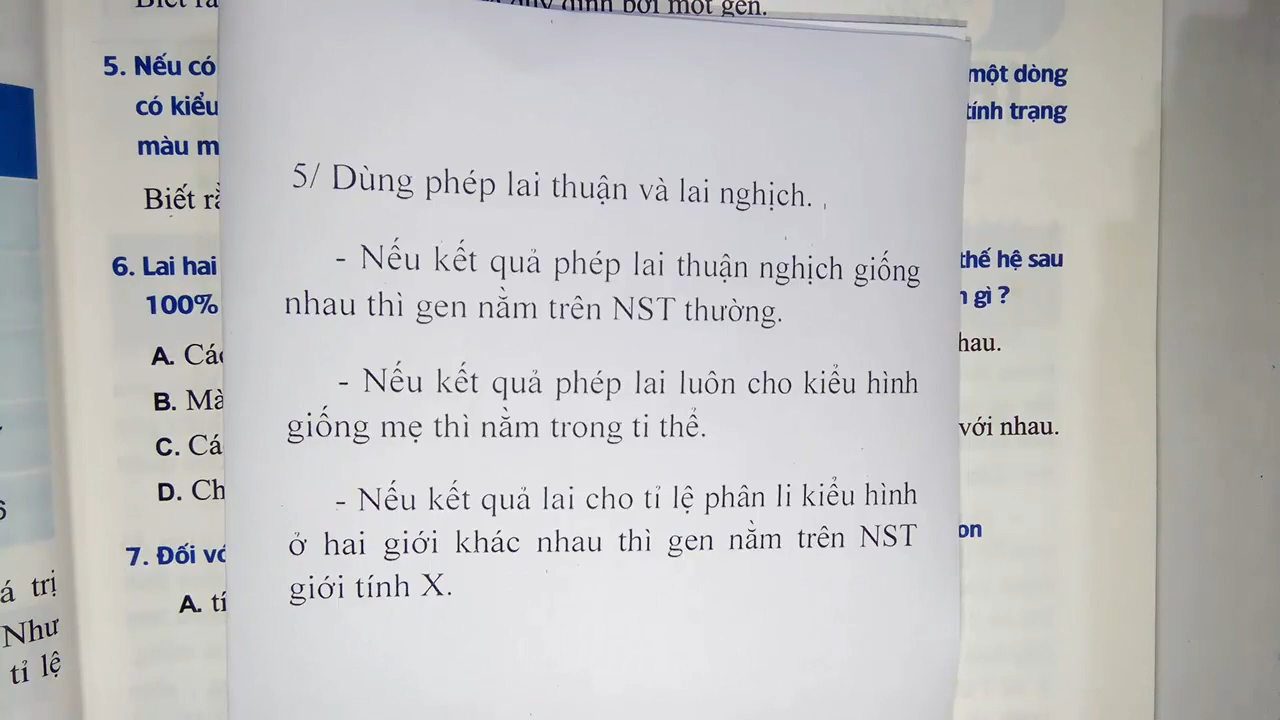 định bởi một gen.
5. Nếu có
một dòng
có kiểu
tính trạng
màu m
Biết rằ
5/ Dùng phép lai thuận và lai nghịch.
- Nếu kết quả phép lai thuận nghịch giống
nhau thì gen nằm trên NST thường.
- Nếu kết quả phép lai luôn cho kiểu hình
giống mẹ thì nằm trong ti thể.
- Nếu kết quả lai cho tỉ lệ phân li kiểu hình
ở hai giới khác nhau thì gen nằm trên NST
giới tính X.
6. Lai hai
thế hệ sau
100%
gì ?
A. Các
hau.
B. Mà
C. Cá
với nhau.
D. Ch
7. Đối vớ
on
A. tí
á trị
Như
tỉ lệ